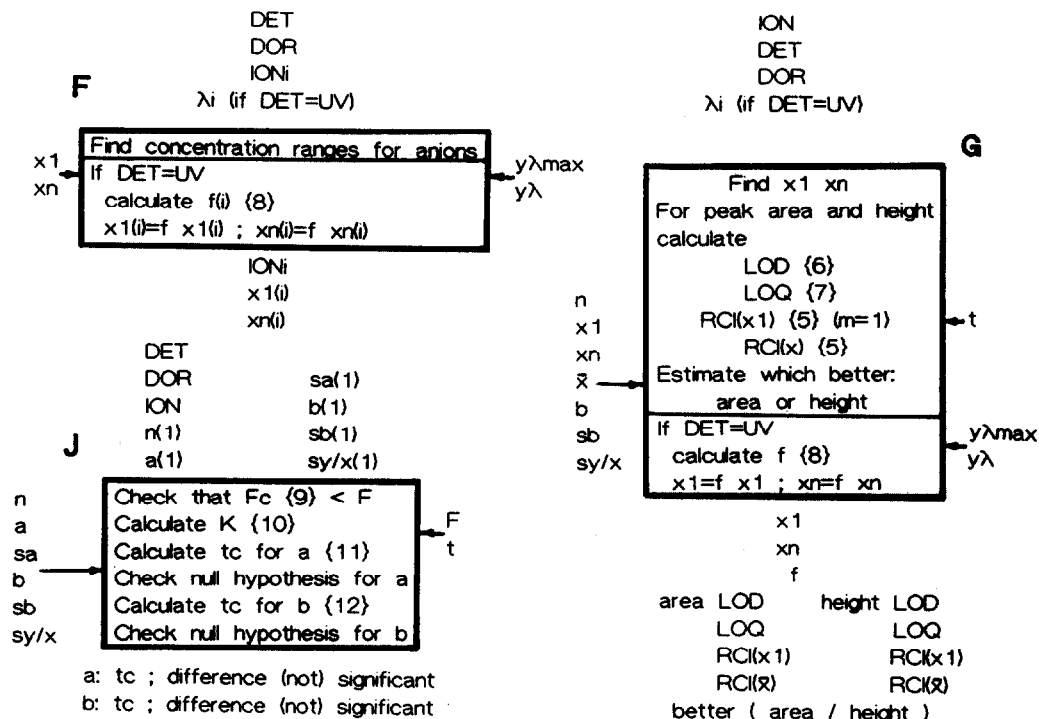 F
DET
DOR
IONi
λi (if DET=UV)
x1
xn
Find concentration ranges for anions
If DET=UV
calculate f(i) {8}
x1(i)=f x1(i) ; xn(i)=f xn(i)
yλmax
yλ
IONi
x1(i)
xn(i)
J
DET
DOR
ION
n(1)
a(1)
sa(1)
b(1)
sb(1)
sy/x(1)
n
a
sa
b
sb
sy/x
Check that Fc {9} < F
Calculate K {10}
Calculate tc for a {11}
Check null hypothesis for a
Calculate tc for b {12}
Check null hypothesis for b
F
t
a: tc ; difference (not) significant
b: tc ; difference (not) significant
ION
DET
DOR
λi (if DET=UV)
G
n
x1
xn
x̄
b
sb
sy/x
Find x1 xn
For peak area and height
calculate
LOD {6}
LOQ {7}
RCI(x1) {5} (m=1)
RCI(x) {5}
Estimate which better:
area or height
If DET=UV
calculate f {8}
x1=f x1 ; xn=f xn
t
yλmax
yλ
x1
xn
f
area LOD height LOD
LOQ LOQ
RCI(x1) RCI(x1)
RCI(x̄) RCI(x̄)
better ( area / height )